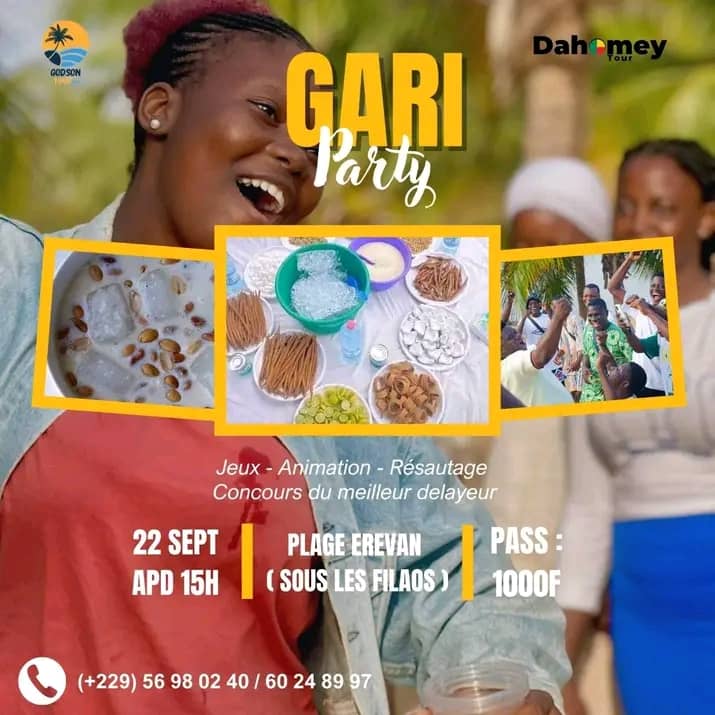 GODSON
Dahomey
Tour
GARI
Party
Jeux - Animation - Résautage
Concours du meilleur delayeur
22 SEPT
APD 15H
PLAGE EREVAN
( SOUS LES FILAOS )
PASS :
1000F
(+229) 56 98 02 40 / 60 24 89 97